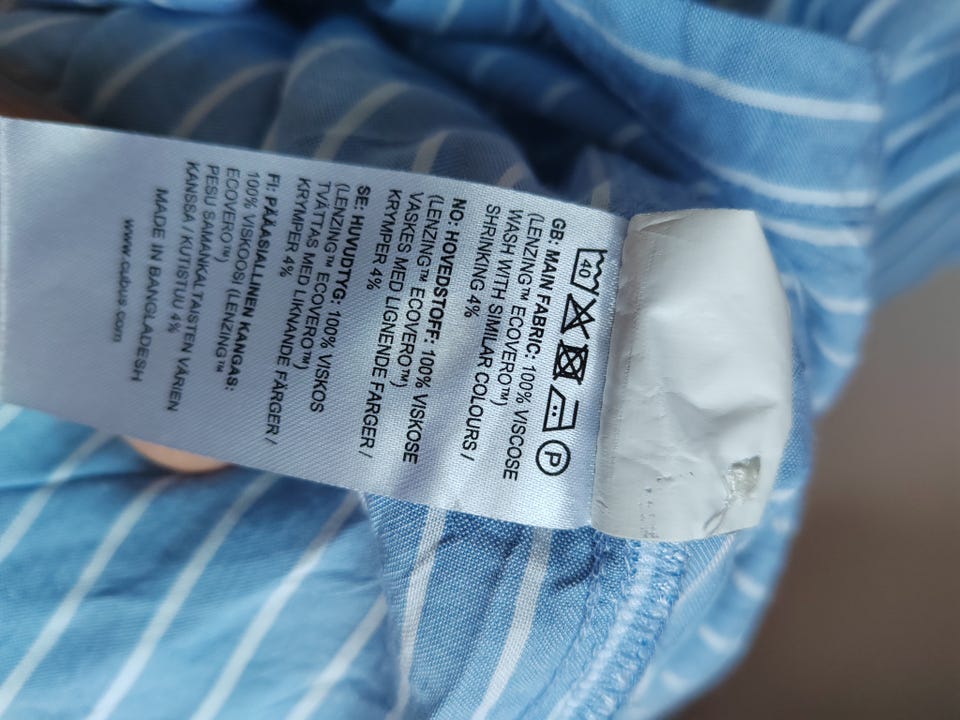 40 P
GB: MAIN FABRIC: 100% VISCOSE
(LENZING™ ECOVERO™)
WASH WITH SIMILAR COLOURS /
SHRINKING 4%
NO: HOVEDSTOFF: 100% VISKOSE
(LENZING™ ECOVERO™)
VASKES MED LIGNENDE FARGER /
KRYMPER 4%
SE: HUVUDTYG: 100% VISKOS
(LENZING™ ECOVERO™)
TVÄTTAS MED LIKNANDE FÄRGER /
KRYMPER 4%
FI: PÄÄASIALLINEN KANGAS:
100% VISKOOSI (LENZING™
ECOVERO™)
PESU SAMANKALTAISTEN VÄRIEN
KANSSA / KUTISTUU 4%
MADE IN BANGLADESH
www.cubus.com